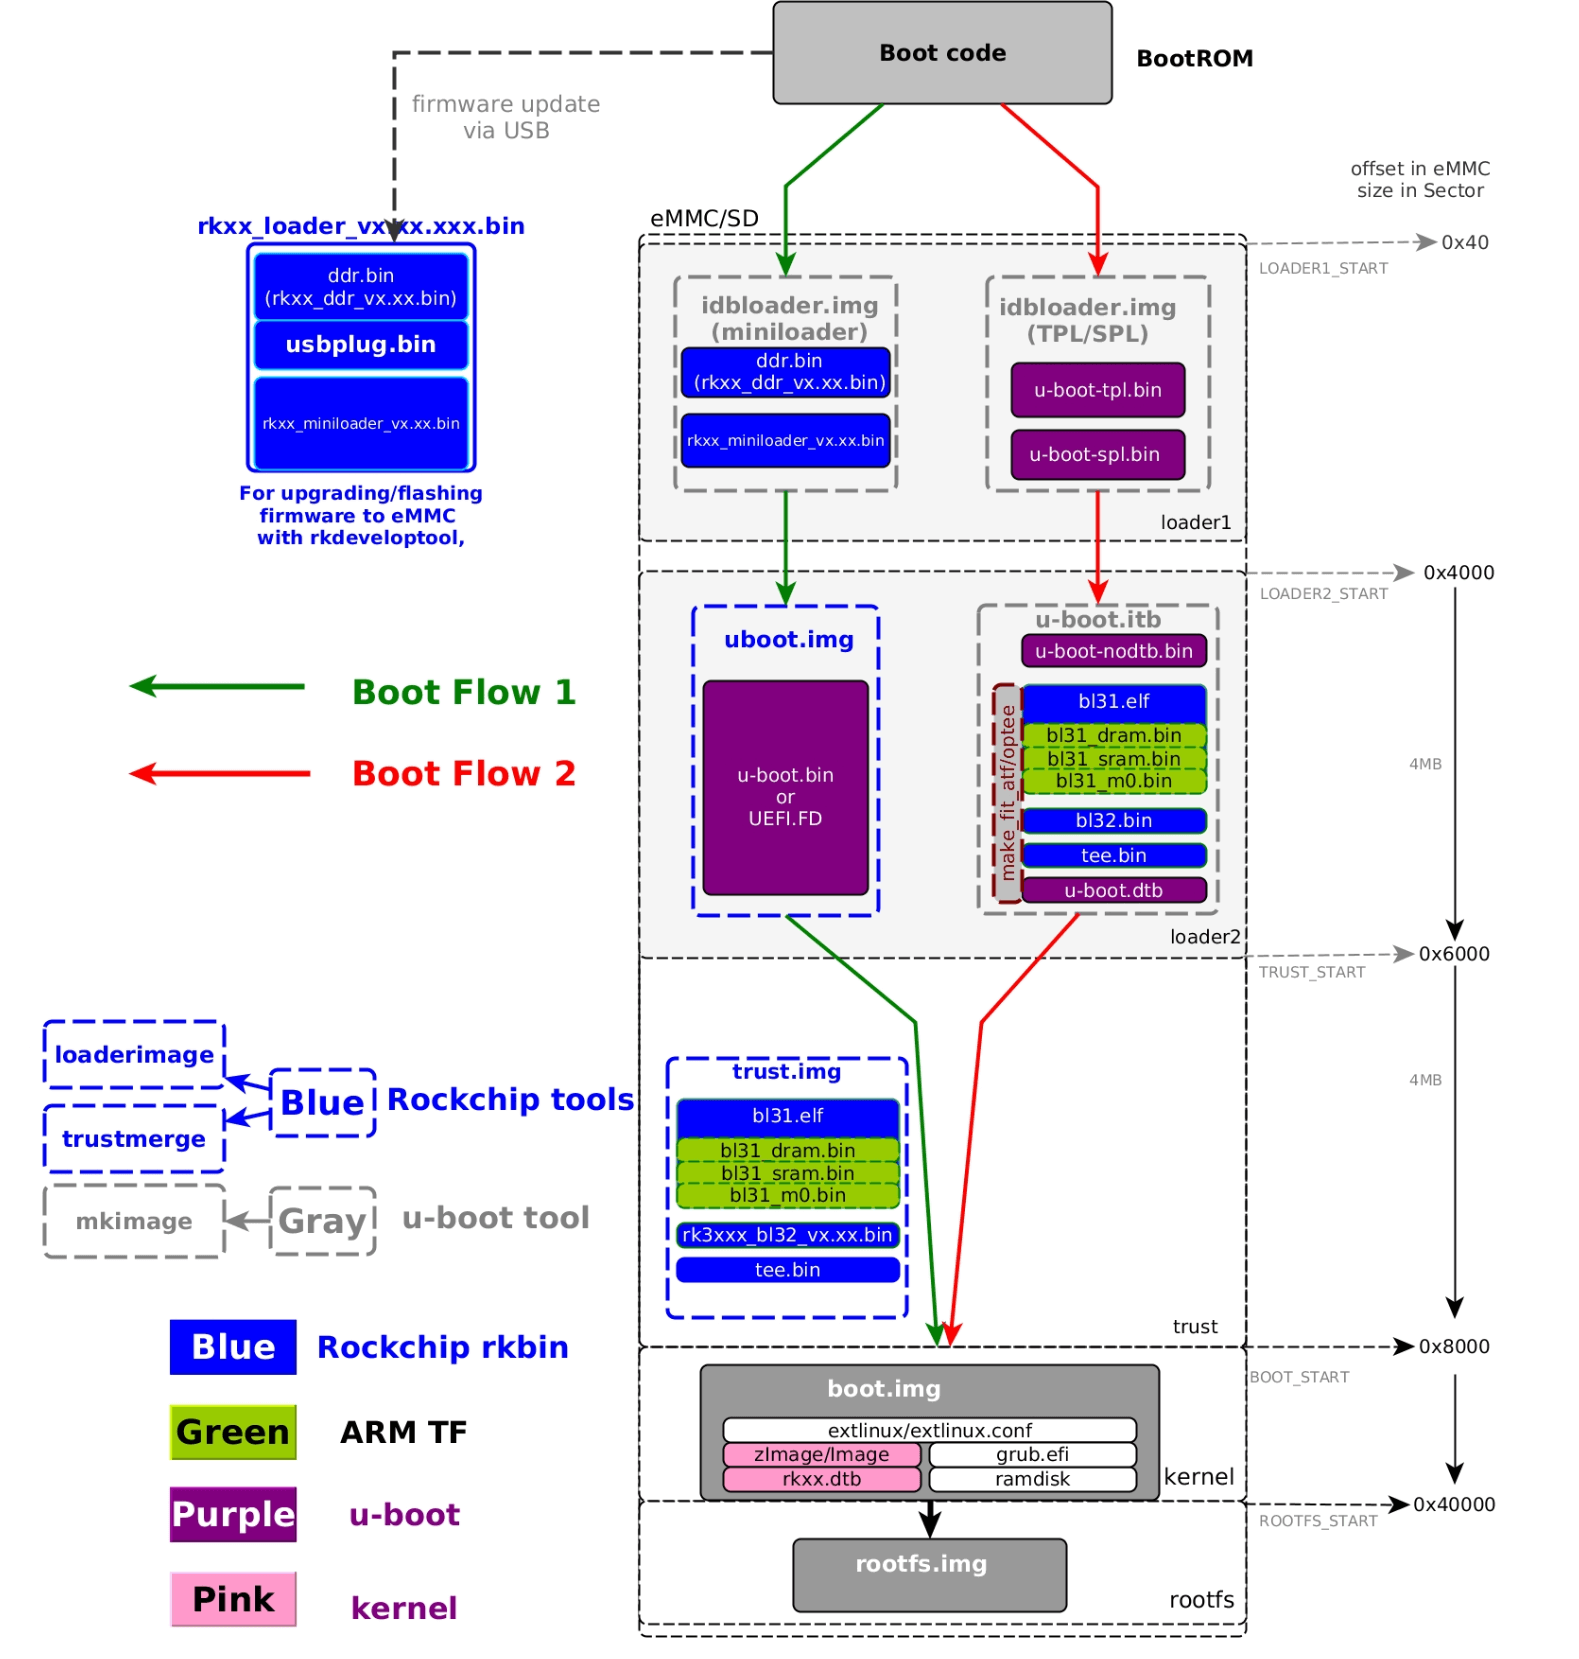 Boot code
BootROM
firmware update
via USB
offset in eMMC
size in Sector
rkxx_loader_vx.xx.xxx.bin
eMMC/SD
0x40
LOADER1_START
ddr.bin
(rkxx_ddr_vx.xx.bin)
usbplug.bin
rkxx_miniloader_vx.xx.bin
For upgrading/flashing
firmware to eMMC
with rkdeveloptool,
idbloader.img
(miniloader)
ddr.bin
(rkxx_ddr_vx.xx.bin)
rkxx_miniloader_vx.xx.bin
idbloader.img
(TPL/SPL)
u-boot-tpl.bin
u-boot-spl.bin
loader1
0x4000
LOADER2_START
uboot.img
u-boot.bin
or
UEFI.FD
u-boot.itb
u-boot-nodtb.bin
make_fit_atf/optee
bl31.elf
bl31_dram.bin
bl31_sram.bin
bl31_m0.bin
bl32.bin
tee.bin
u-boot.dtb
loader2
4MB
Boot Flow 1
Boot Flow 2
0x6000
TRUST_START
4MB
loaderimage
trustmerge
Blue
Rockchip tools
mkimage
Gray
u-boot tool
trust.img
bl31.elf
bl31_dram.bin
bl31_sram.bin
bl31_m0.bin
rk3xxx_bl32_vx.xx.bin
tee.bin
trust
0x8000
BOOT_START
Blue
Rockchip rkbin
Green
ARM TF
Purple
u-boot
Pink
kernel
boot.img
extlinux/extlinux.conf
zImage/Image
grub.efi
rkxx.dtb
ramdisk
kernel
0x40000
ROOTFS_START
rootfs.img
rootfs